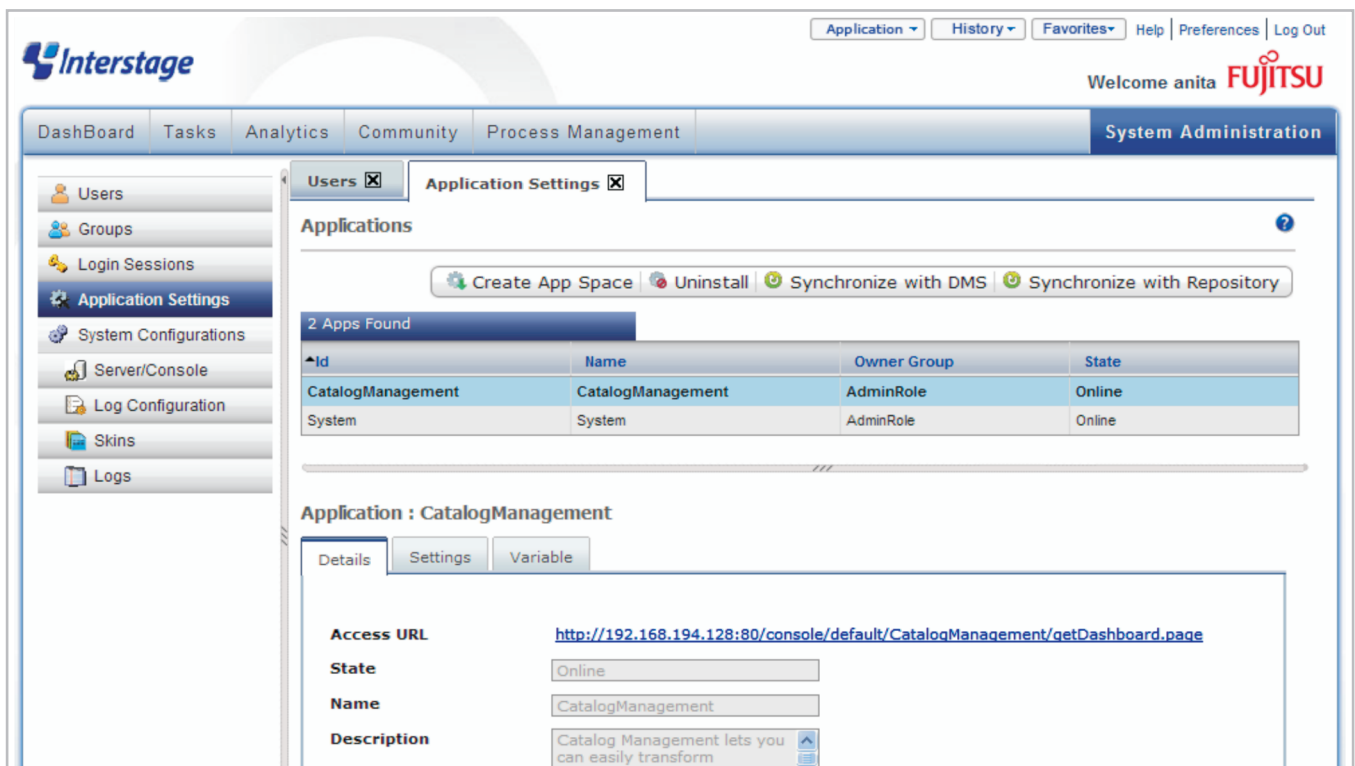 Application History Favorites Help Preferences Log Out
Interstage
Welcome anita FUJITSU
DashBoard Tasks Analytics Community Process Management System Administration
Users
Groups
Login Sessions
Application Settings
System Configurations
Server/Console
Log Configuration
Skins
Logs
Users Application Settings
Applications
Create App Space Uninstall Synchronize with DMS Synchronize with Repository
2 Apps Found
Id Name Owner Group State
CatalogManagement CatalogManagement AdminRole Online
System System AdminRole Online
Application : CatalogManagement
Details Settings Variable
Access URL http://192.168.194.128:80/console/default/CatalogManagement/getDashboard.page
State Online
Name CatalogManagement
Description Catalog Management lets you
can easily transform